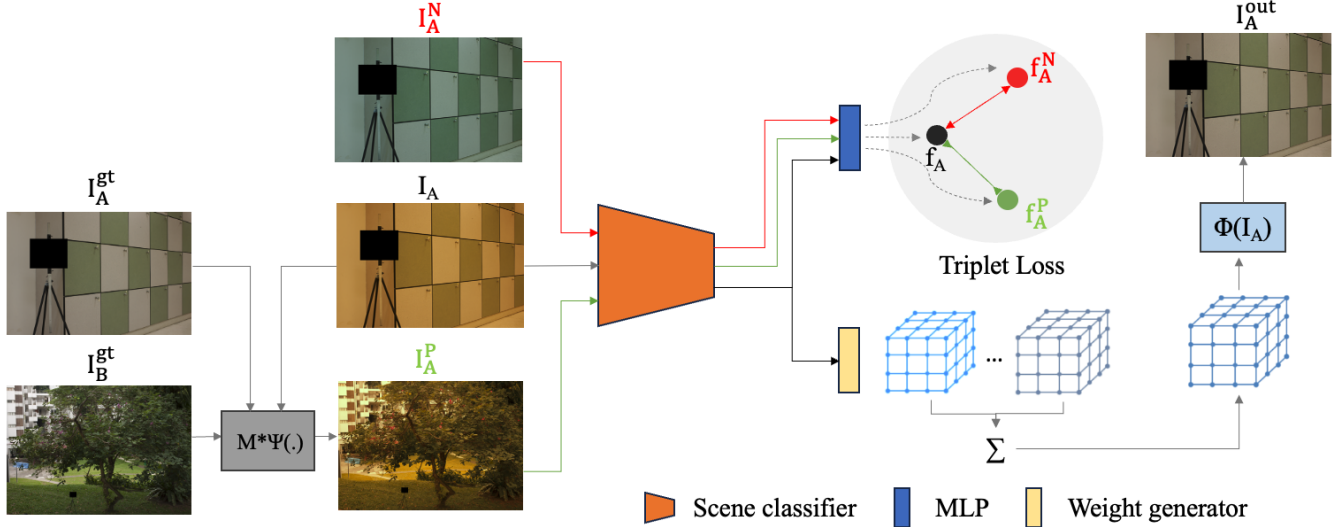 I_A^N
I_A^out
f_A^N
f_A
f_A^P
I_A^gt
I_A
Φ(I_A)
Triplet Loss
I_B^gt
I_A^P
...
M*Ψ(.)
Σ
Scene classifier
MLP
Weight generator